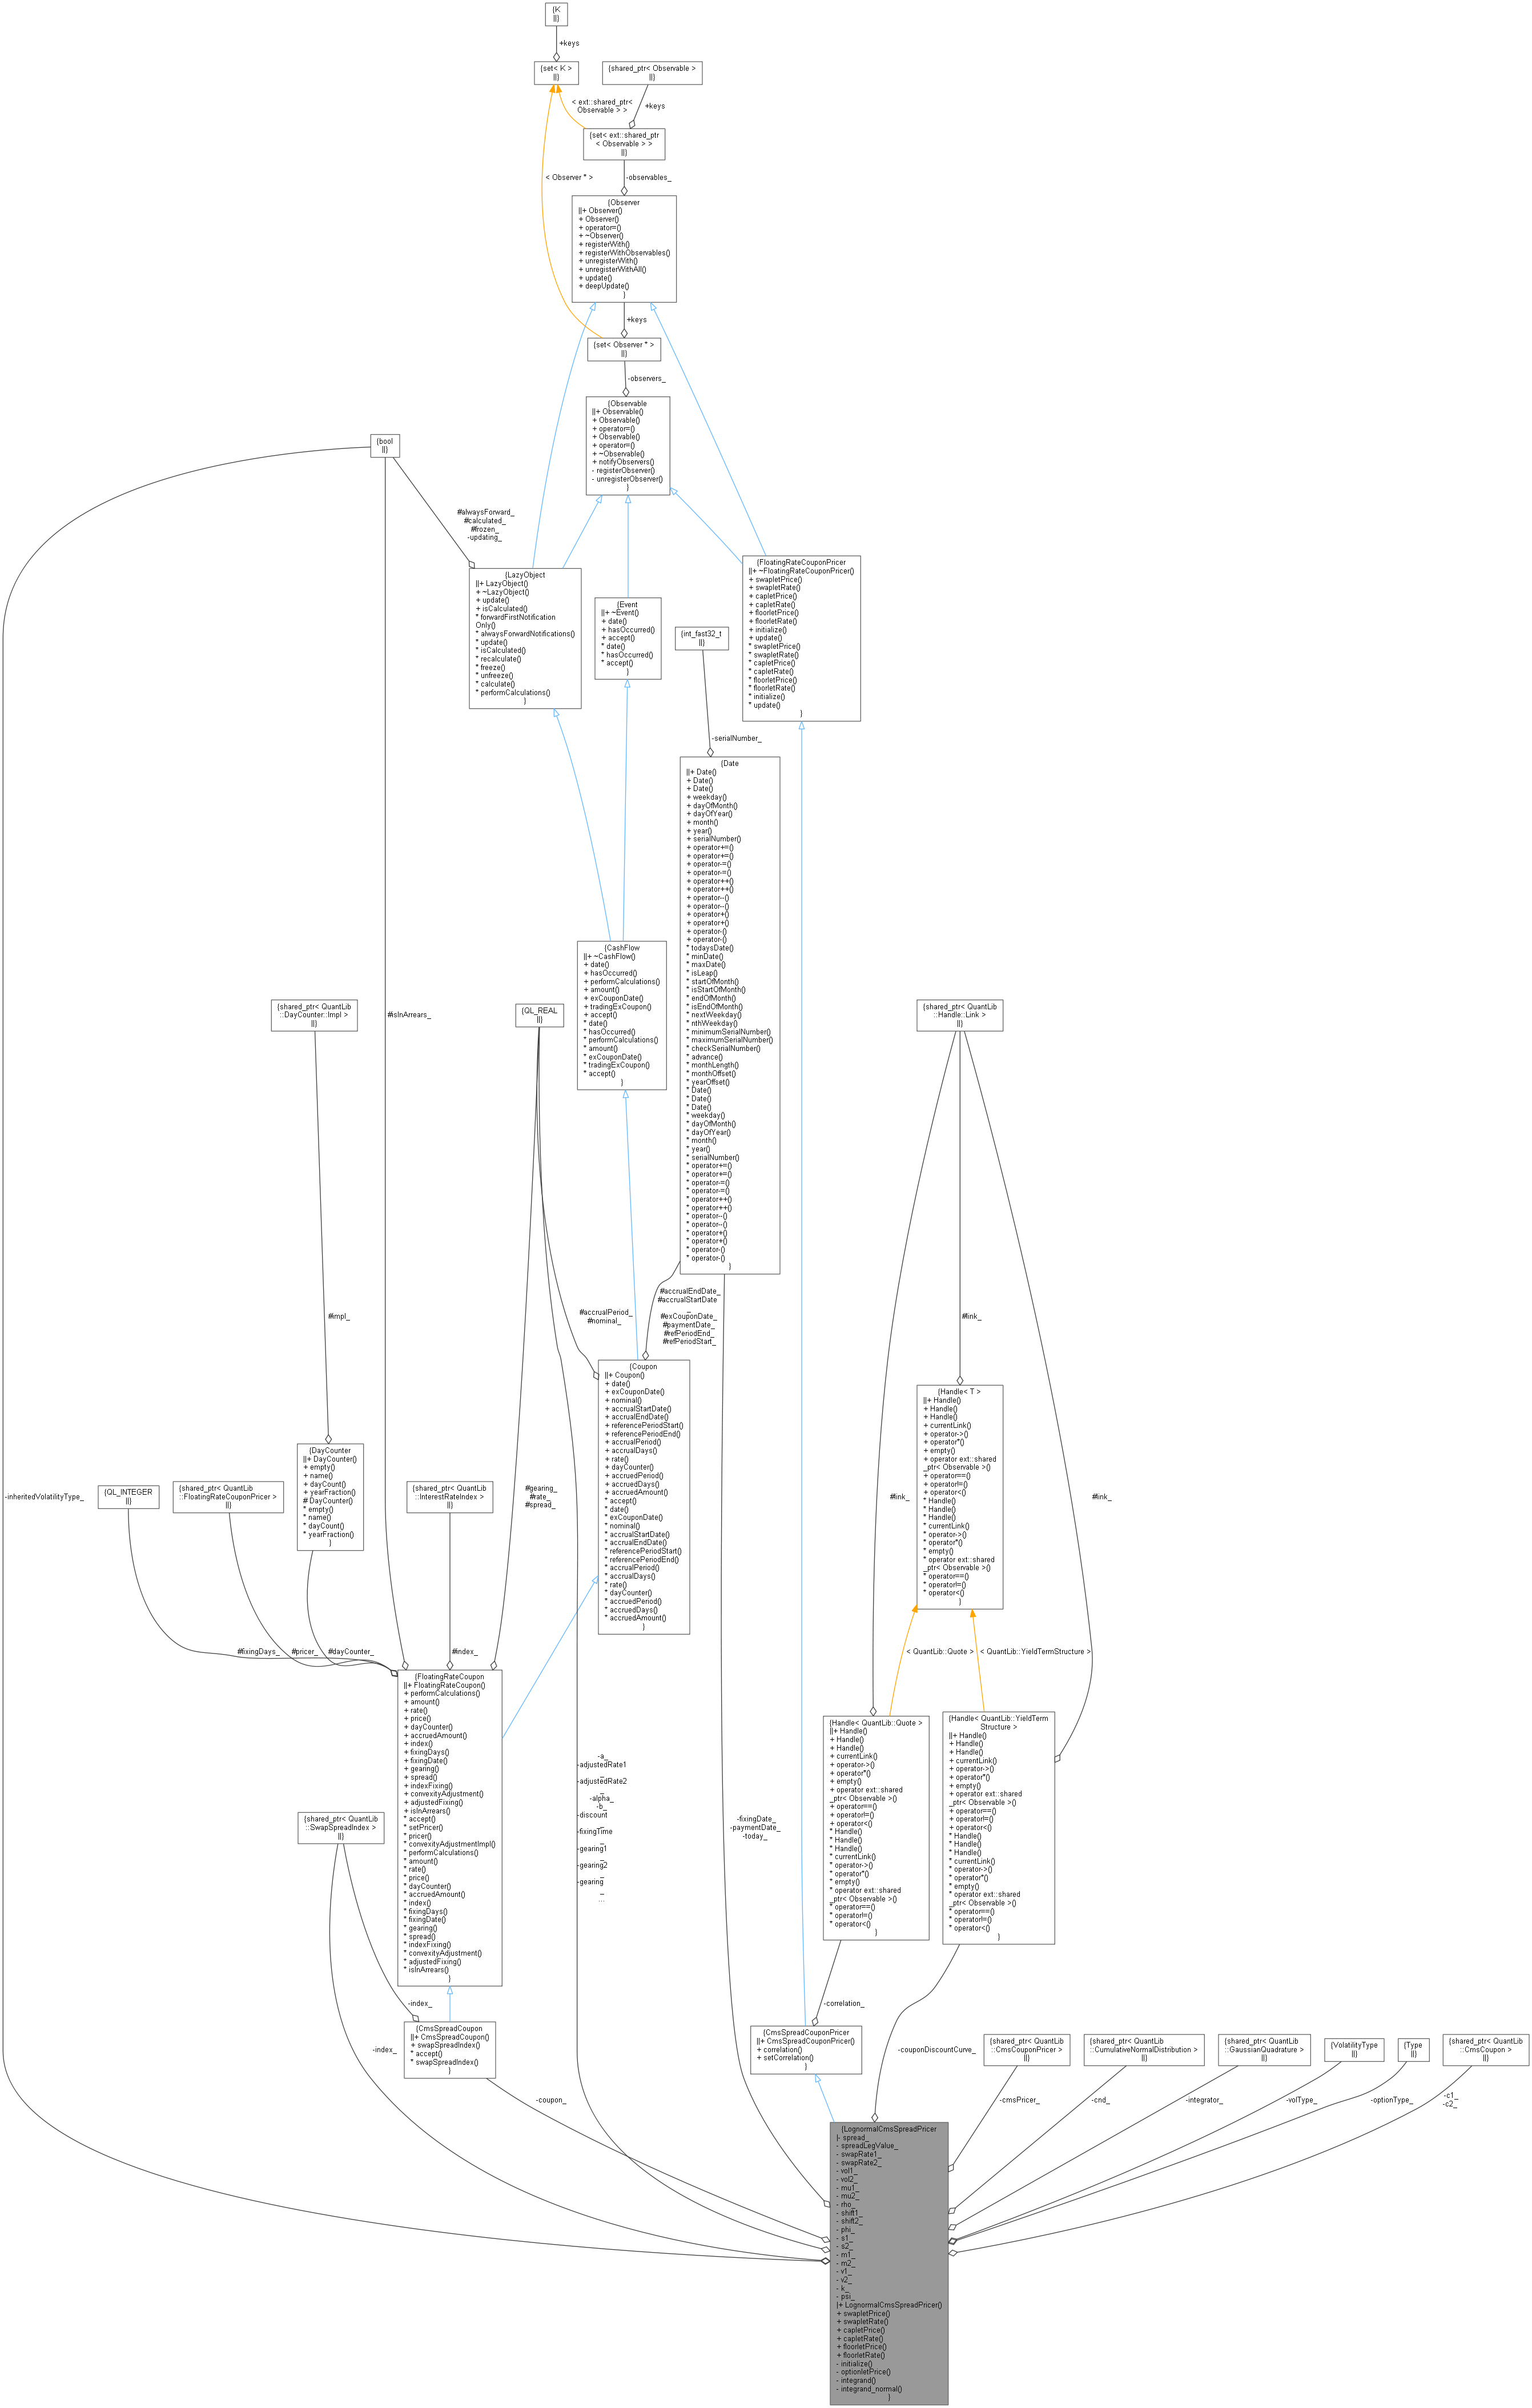 {K
||}
+keys
{set< K >
||}
{shared_ptr< Observable >
||}
< ext::shared_ptr<
Observable > >
+keys
{set< ext::shared_ptr
< Observable > >
||}
< Observer * >
-observables_
{Observer
||+ Observer()
+ Observer()
+ operator=()
+ ~Observer()
+ registerWith()
+ registerWithObservables()
+ unregisterWith()
+ unregisterWithAll()
+ update()
+ deepUpdate()
}
+keys
{set< Observer * >
||}
-observers_
{Observable
||+ Observable()
+ Observable()
+ operator=()
+ Observable()
+ operator=()
+ ~Observable()
+ notifyObservers()
- registerObserver()
- unregisterObserver()
}
{bool
||}
#alwaysForward_
#calculated_
#frozen_
-updating_
{LazyObject
||+ LazyObject()
+ ~LazyObject()
+ update()
+ isCalculated()
* forwardFirstNotification
Only()
* alwaysForwardNotifications()
* update()
* isCalculated()
* recalculate()
* freeze()
* unfreeze()
* calculate()
* performCalculations()
}
{Event
||+ ~Event()
+ date()
+ hasOccurred()
+ accept()
* date()
* hasOccurred()
* accept()
}
{FloatingRateCouponPricer
||+ ~FloatingRateCouponPricer()
+ swapletPrice()
+ swapletRate()
+ capletPrice()
+ capletRate()
+ floorletPrice()
+ floorletRate()
+ initialize()
+ update()
* swapletPrice()
* swapletRate()
* capletPrice()
* capletRate()
* floorletPrice()
* floorletRate()
* initialize()
* update()
}
{int_fast32_t
||}
-serialNumber_
{Date
||+ Date()
+ Date()
+ Date()
+ weekday()
+ dayOfMonth()
+ dayOfYear()
+ month()
+ year()
+ serialNumber()
+ operator+=()
+ operator+=()
+ operator-=()
+ operator-=()
+ operator++()
+ operator++()
+ operator--()
+ operator--()
+ operator+()
+ operator+()
+ operator-()
+ operator-()
* todaysDate()
* minDate()
* maxDate()
* isLeap()
* startOfMonth()
* isStartOfMonth()
* endOfMonth()
* isEndOfMonth()
* nextWeekday()
* nthWeekday()
* minimumSerialNumber()
* maximumSerialNumber()
* checkSerialNumber()
* advance()
* monthLength()
* monthOffset()
* yearOffset()
* Date()
* Date()
* Date()
* weekday()
* dayOfMonth()
* dayOfYear()
* month()
* year()
* serialNumber()
* operator+=()
* operator+=()
* operator-=()
* operator-=()
* operator++()
* operator++()
* operator--()
* operator--()
* operator+()
* operator+()
* operator-()
* operator-()
}
{CashFlow
||+ ~CashFlow()
+ date()
+ hasOccurred()
+ performCalculations()
+ amount()
+ exCouponDate()
+ tradingExCoupon()
+ accept()
* date()
* hasOccurred()
* performCalculations()
* amount()
* exCouponDate()
* tradingExCoupon()
* accept()
}
{shared_ptr< QuantLib
::DayCounter::Impl >
||}
#isInArrears_
{QL_REAL
||}
{shared_ptr< QuantLib
::Handle::Link >
||}
#impl_
#accrualPeriod_
#nominal_
#accrualEndDate_
#accrualStartDate
_
#exCouponDate_
#paymentDate_
#refPeriodEnd_
#refPeriodStart_
#link_
{Coupon
||+ Coupon()
+ date()
+ exCouponDate()
+ nominal()
+ accrualStartDate()
+ accrualEndDate()
+ referencePeriodStart()
+ referencePeriodEnd()
+ accrualPeriod()
+ accrualDays()
+ rate()
+ dayCounter()
+ accruedPeriod()
+ accruedDays()
+ accruedAmount()
* accept()
* date()
* exCouponDate()
* nominal()
* accrualStartDate()
* accrualEndDate()
* referencePeriodStart()
* referencePeriodEnd()
* accrualPeriod()
* accrualDays()
* rate()
* dayCounter()
* accruedPeriod()
* accruedDays()
* accruedAmount()
}
{Handle< T >
||+ Handle()
+ Handle()
+ Handle()
+ currentLink()
+ operator->()
+ operator*()
+ empty()
+ operator ext::shared
_ptr< Observable >()
+ operator==()
+ operator!=()
+ operator<()
* Handle()
* Handle()
* Handle()
* currentLink()
* operator->()
* operator*()
* empty()
* operator ext::shared
_ptr< Observable >()
* operator==()
* operator!=()
* operator<()
}
{DayCounter
||+ DayCounter()
+ empty()
+ name()
+ dayCount()
+ yearFraction()
# DayCounter()
* empty()
* name()
* dayCount()
* yearFraction()
}
-inheritedVolatilityType_
{QL_INTEGER
||}
{shared_ptr< QuantLib
::FloatingRateCouponPricer >
||}
{shared_ptr< QuantLib
::InterestRateIndex >
||}
#gearing_
#rate_
#spread_
#link_
#link_
#fixingDays_
#pricer_
#dayCounter_
#index_
< QuantLib::Quote >
< QuantLib::YieldTermStructure >
{FloatingRateCoupon
||+ FloatingRateCoupon()
+ performCalculations()
+ amount()
+ rate()
+ price()
+ dayCounter()
+ accruedAmount()
+ index()
+ fixingDays()
+ fixingDate()
+ gearing()
+ spread()
+ indexFixing()
+ convexityAdjustment()
+ adjustedFixing()
+ isInArrears()
* accept()
* setPricer()
* pricer()
* convexityAdjustmentImpl()
* performCalculations()
* amount()
* rate()
* price()
* dayCounter()
* accruedAmount()
* index()
* fixingDays()
* fixingDate()
* gearing()
* spread()
* indexFixing()
* convexityAdjustment()
* adjustedFixing()
* isInArrears()
}
-a_
-adjustedRate1
_
-adjustedRate2
_
-alpha_
-b_
-discount
_
-fixingTime
_
-gearing1
_
-gearing2
_
-gearing
_
...
-fixingDate_
-paymentDate_
-today_
{Handle< QuantLib::Quote >
||+ Handle()
+ Handle()
+ Handle()
+ currentLink()
+ operator->()
+ operator*()
+ empty()
+ operator ext::shared
_ptr< Observable >()
+ operator==()
+ operator!=()
+ operator<()
* Handle()
* Handle()
* Handle()
* currentLink()
* operator->()
* operator*()
* empty()
* operator ext::shared
_ptr< Observable >()
* operator==()
* operator!=()
* operator<()
}
{Handle< QuantLib::YieldTerm
Structure >
||+ Handle()
+ Handle()
+ Handle()
+ currentLink()
+ operator->()
+ operator*()
+ empty()
+ operator ext::shared
_ptr< Observable >()
+ operator==()
+ operator!=()
+ operator<()
* Handle()
* Handle()
* Handle()
* currentLink()
* operator->()
* operator*()
* empty()
* operator ext::shared
_ptr< Observable >()
* operator==()
* operator!=()
* operator<()
}
{shared_ptr< QuantLib
::SwapSpreadIndex >
||}
-index_
-index_
{CmsSpreadCoupon
||+ CmsSpreadCoupon()
+ swapSpreadIndex()
* accept()
* swapSpreadIndex()
}
-correlation_
{CmsSpreadCouponPricer
||+ CmsSpreadCouponPricer()
+ correlation()
+ setCorrelation()
}
-couponDiscountCurve_
{shared_ptr< QuantLib
::CmsCouponPricer >
||}
{shared_ptr< QuantLib
::CumulativeNormalDistribution >
||}
{shared_ptr< QuantLib
::GaussianQuadrature >
||}
{VolatilityType
||}
{Type
||}
{shared_ptr< QuantLib
::CmsCoupon >
||}
-coupon_
-cmsPricer_
-cnd_
-integrator_
-volType_
-optionType_
-c1_
-c2_
{LognormalCmsSpreadPricer
|- spread_
- spreadLegValue_
- swapRate1_
- swapRate2_
- vol1_
- vol2_
- mu1_
- mu2_
- rho_
- shift1_
- shift2_
- phi_
- s1_
- s2_
- m1_
- m2_
- v1_
- v2_
- k_
- psi_
|+ LognormalCmsSpreadPricer()
+ swapletPrice()
+ swapletRate()
+ capletPrice()
+ capletRate()
+ floorletPrice()
+ floorletRate()
- initialize()
- optionletPrice()
- integrand()
- integrand_normal()
}